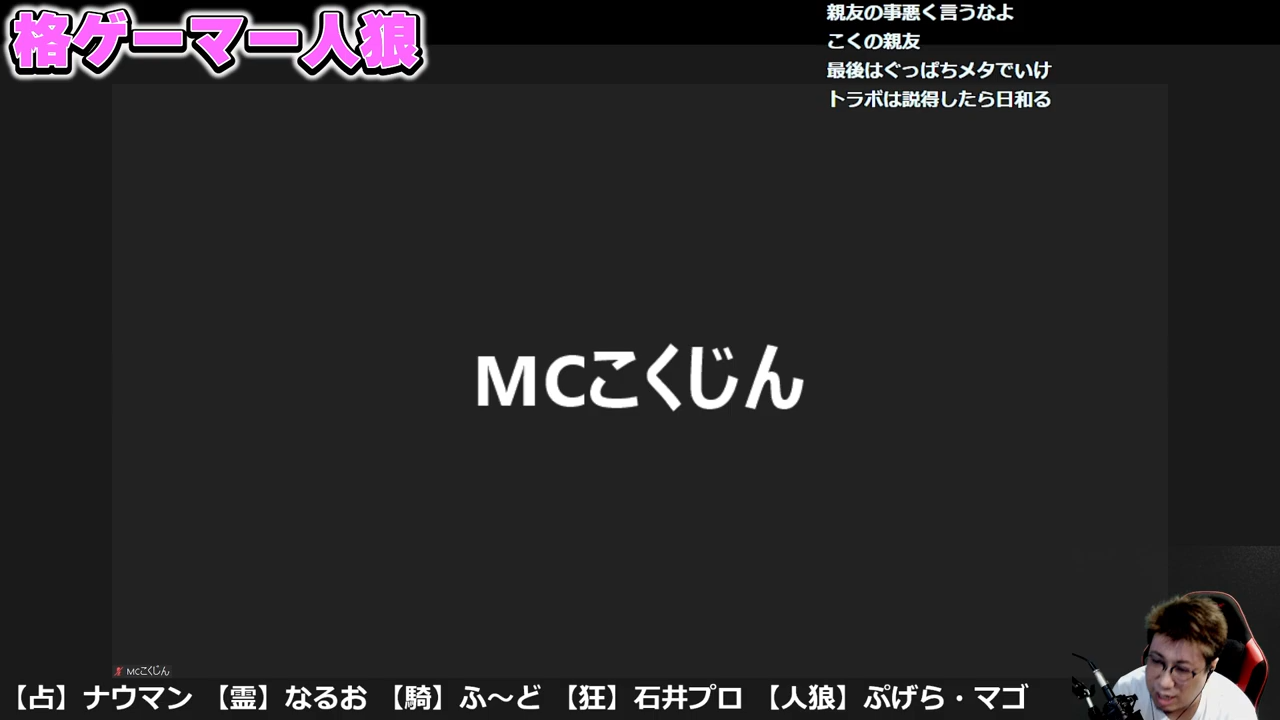 格ゲーマー人狼
親友の事悪く言うなよ
こくの親友
最後はぐっぱちメタでいけ
トラボは説得したら日和る
MCこくじん
MCこくじん
【占】ナウマン 【霊】なるお 【騎】ふ～ど 【狂】石井プロ 【人狼】ぷげら・マゴ